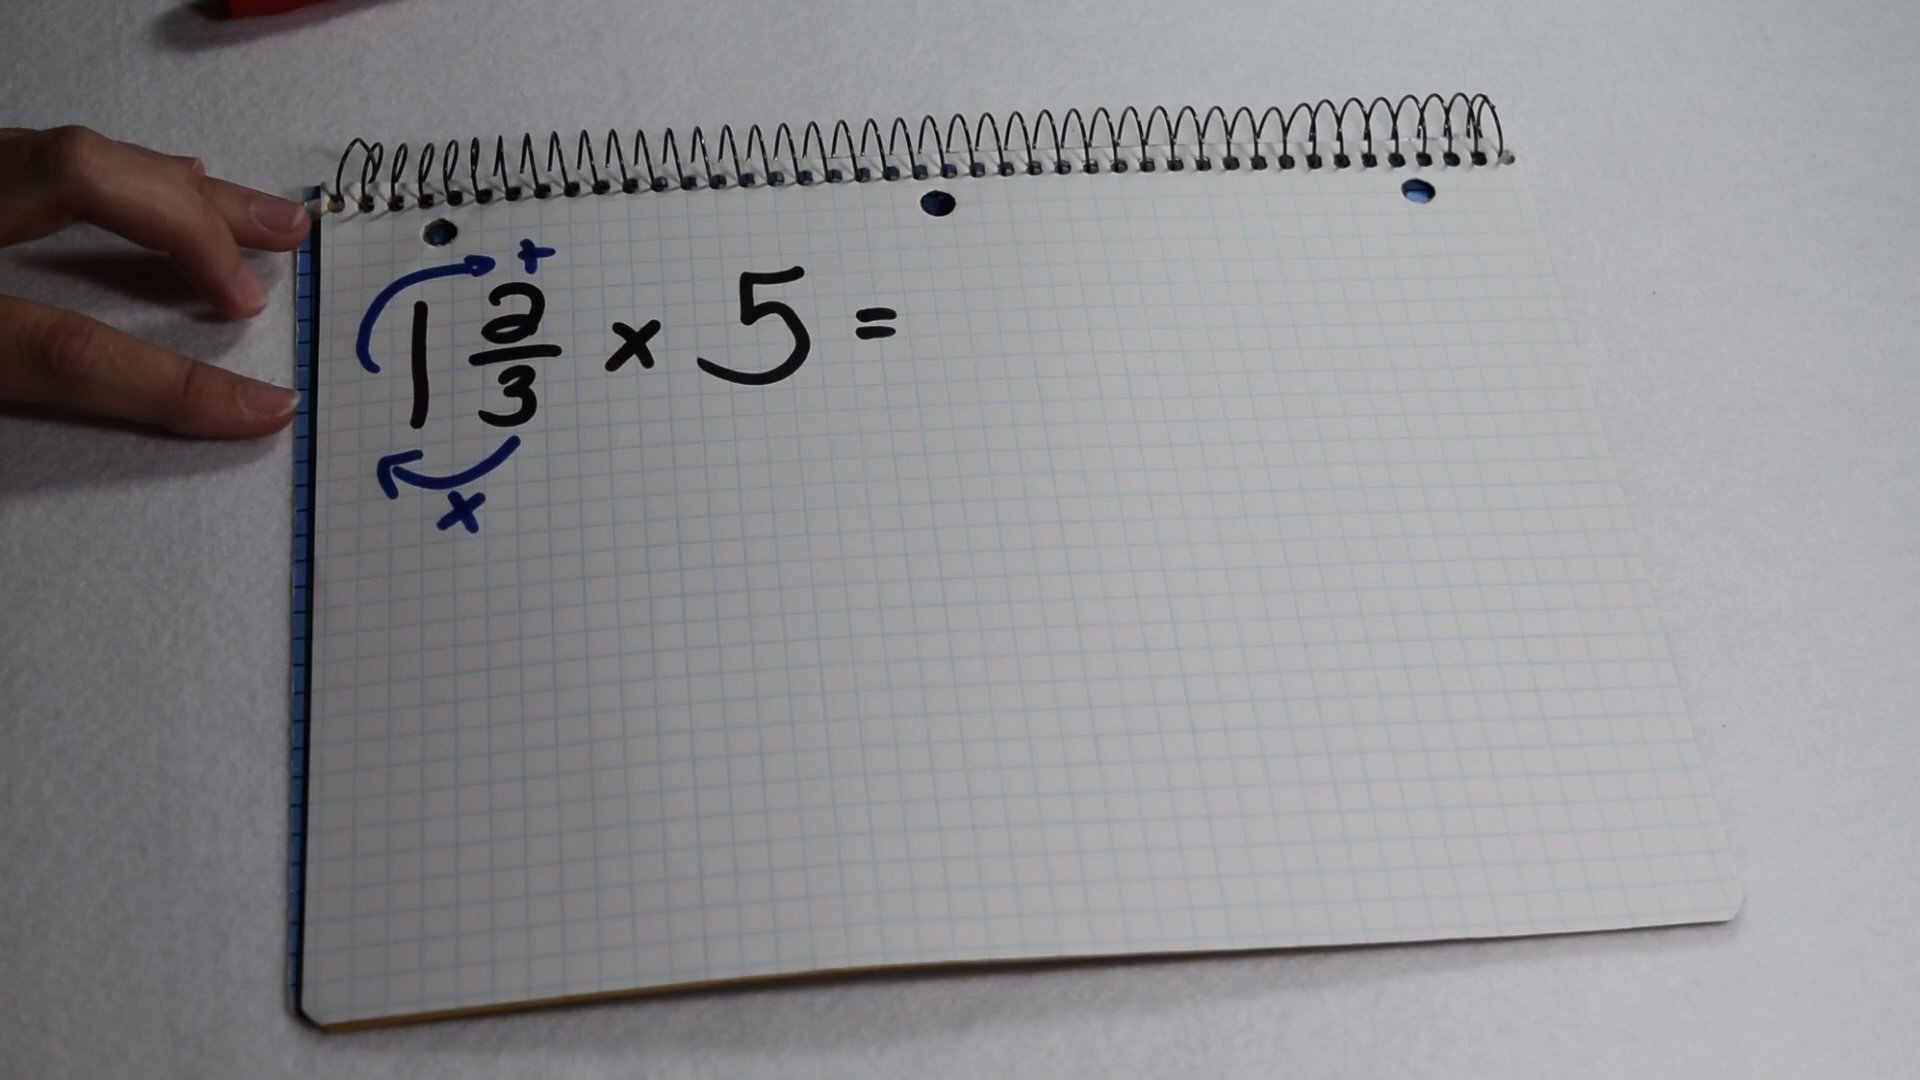 +
1 2/3 x 5 =
x